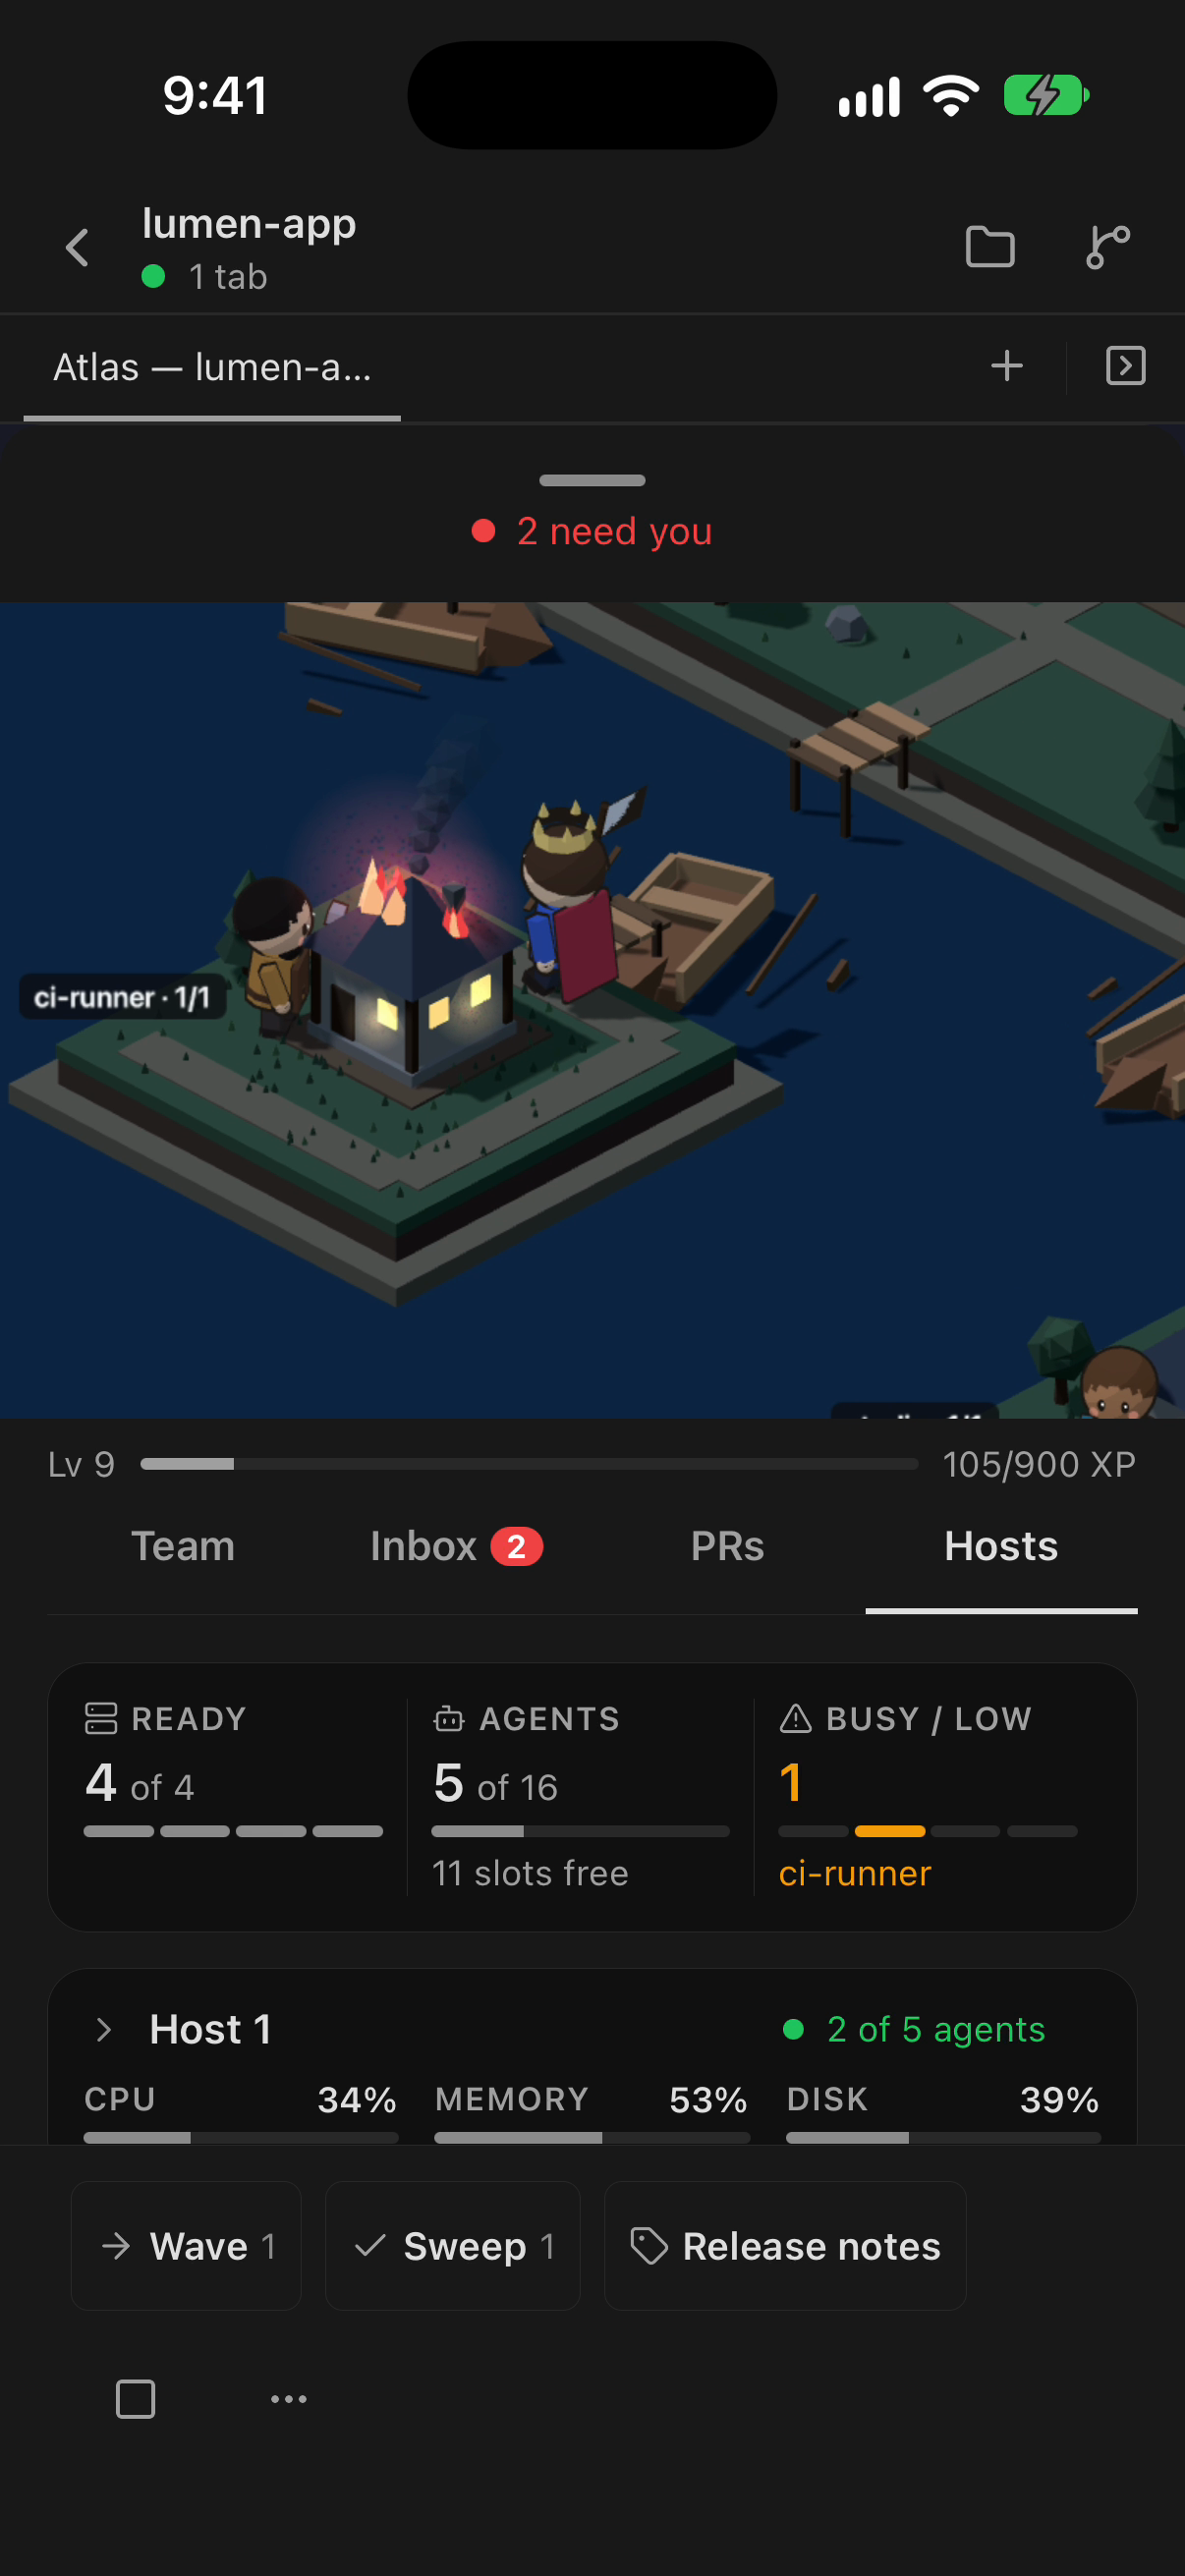 9:41
lumen-app
1 tab
Atlas — lumen-a...
2 need you
ci-runner · 1/1
Lv 9
105/900 XP
Team
Inbox 2
PRs
Hosts
READY
AGENTS
BUSY / LOW
4 of 4
5 of 16
1
11 slots free
ci-runner
Host 1
2 of 5 agents
CPU 34%
MEMORY 53%
DISK 39%
Wave 1
Sweep 1
Release notes